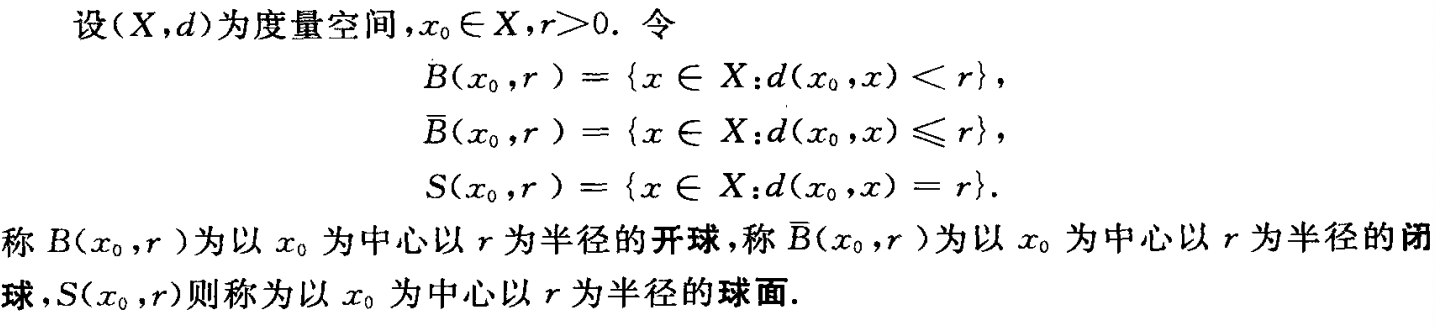 设(X,d)为度量空间,x₀∈X,r>0. 令
B(x₀,r) = {x ∈ X:d(x₀,x) < r},
B̅(x₀,r) = {x ∈ X:d(x₀,x) ⩽ r},
S(x₀,r) = {x ∈ X:d(x₀,x) = r}.
称 B(x₀,r)为以 x₀ 为中心以 r 为半径的开球,称 B̅(x₀,r)为以 x₀ 为中心以 r 为半径的闭
球,S(x₀,r)则称为以 x₀ 为中心以 r 为半径的球面.